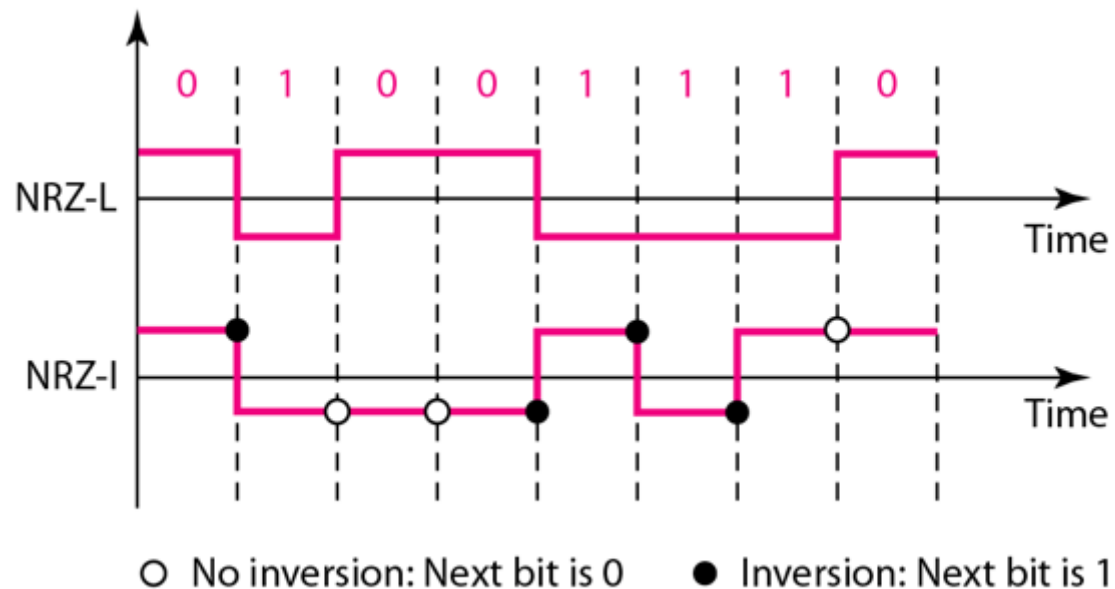 0 1 0 0 1 1 1 0
NRZ-L
Time
NRZ-I
Time
No inversion: Next bit is 0
Inversion: Next bit is 1